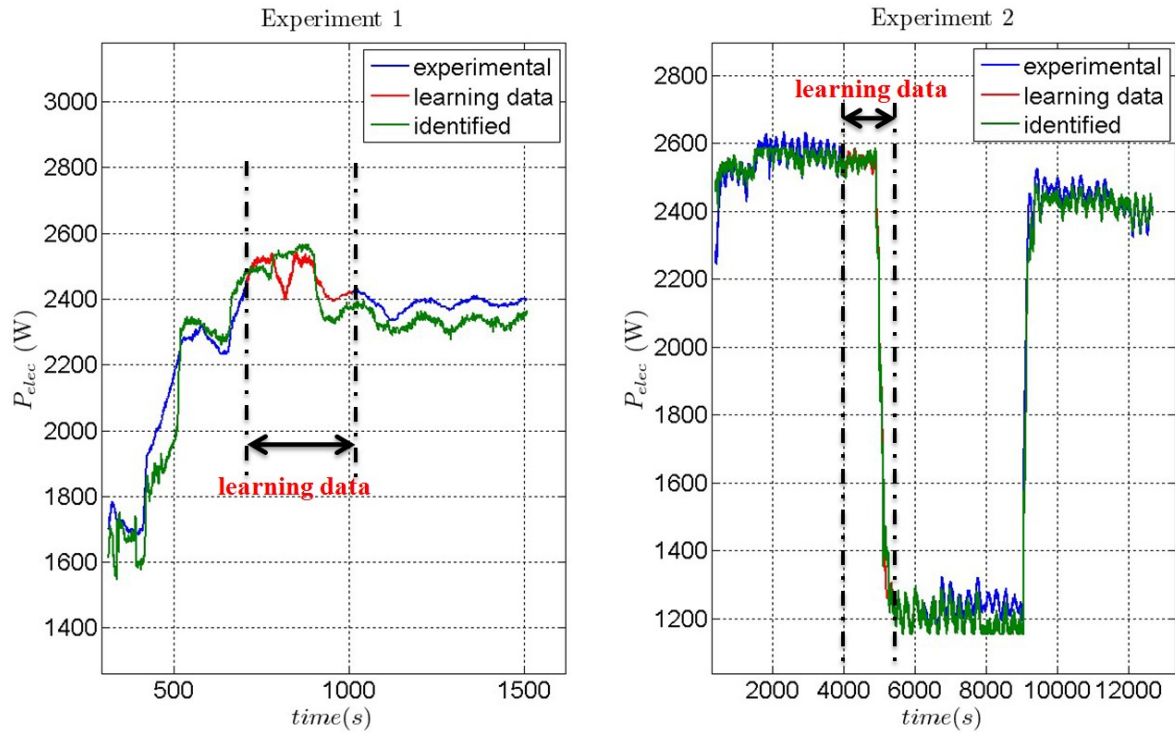 Experiment 1
experimental
learning data
identified
3000
2800
2600
2400
2200
2000
1800
1600
1400
P_elec (W)
learning data
500
1000
1500
time(s)
Experiment 2
experimental
learning data
identified
learning data
2800
2600
2400
2200
2000
1800
1600
1400
1200
P_elec (W)
2000
4000
6000
8000
10000
12000
time(s)